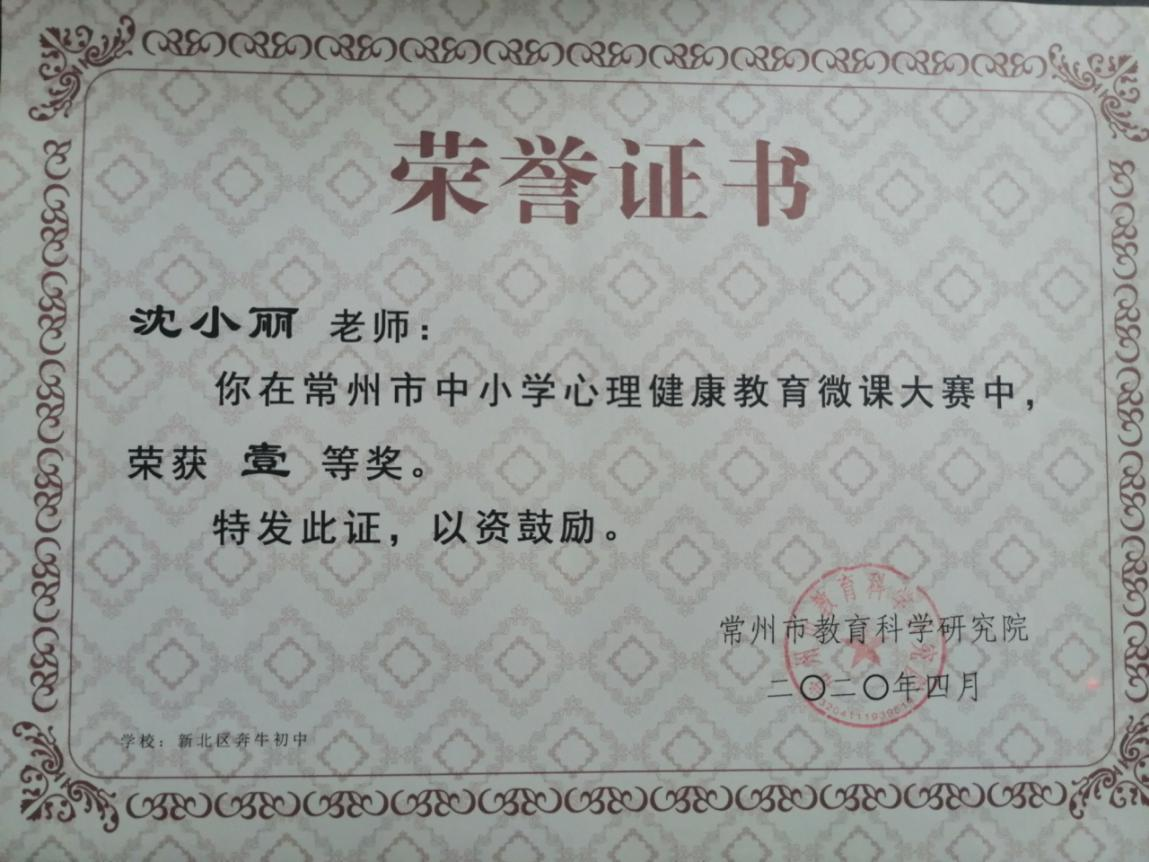 荣誉证书
沈小丽 老师：
你在常州市中小学心理健康教育微课大赛中，
荣获 壹 等奖。
特发此证，以资鼓励。
常州市教育科学研究院
二〇二〇年四月
学校：新北区奔牛初中